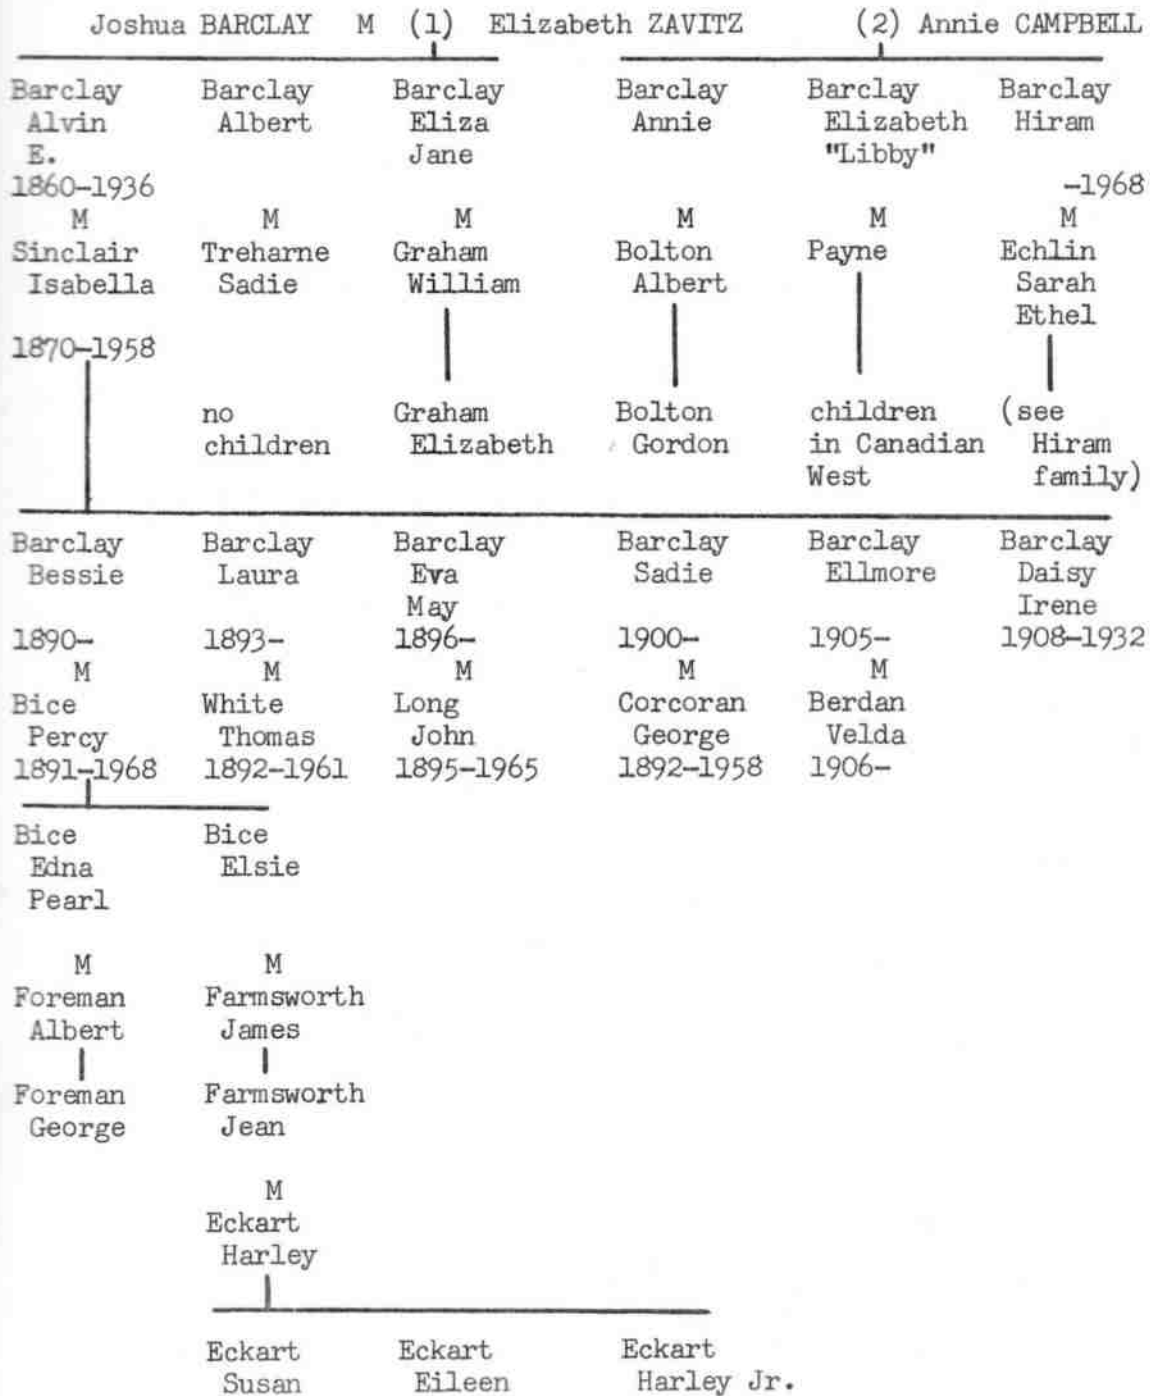 Joshua BARCLAY M (1) Elizabeth ZAVITZ (2) Annie CAMPBELL
Barclay Barclay Barclay Barclay Barclay Barclay
Alvin Albert Eliza Annie Elizabeth Hiram
E. Jane "Libby"
1860-1936 -1968
M M M M M M
Sinclair Treharne Graham Bolton Payne Echlin
Isabella Sadie William Albert Sarah
Ethel
1870-1958
no Graham Bolton children (see
children Elizabeth Gordon in Canadian Hiram
West family)
Barclay Barclay Barclay Barclay Barclay Barclay
Bessie Laura Eva Sadie Ellmore Daisy
May Irene
1890- 1893- 1896- 1900- 1905- 1908-1932
M M M M M
Bice White Long Corcoran Berdan
Percy Thomas John George Velda
1891-1968 1892-1961 1895-1965 1892-1958 1906-
Bice Bice
Edna Elsie
Pearl
M M
Foreman Farmsworth
Albert James
Foreman Farmsworth
George Jean
M
Eckart
Harley
Eckart Eckart Eckart
Susan Eileen Harley Jr.